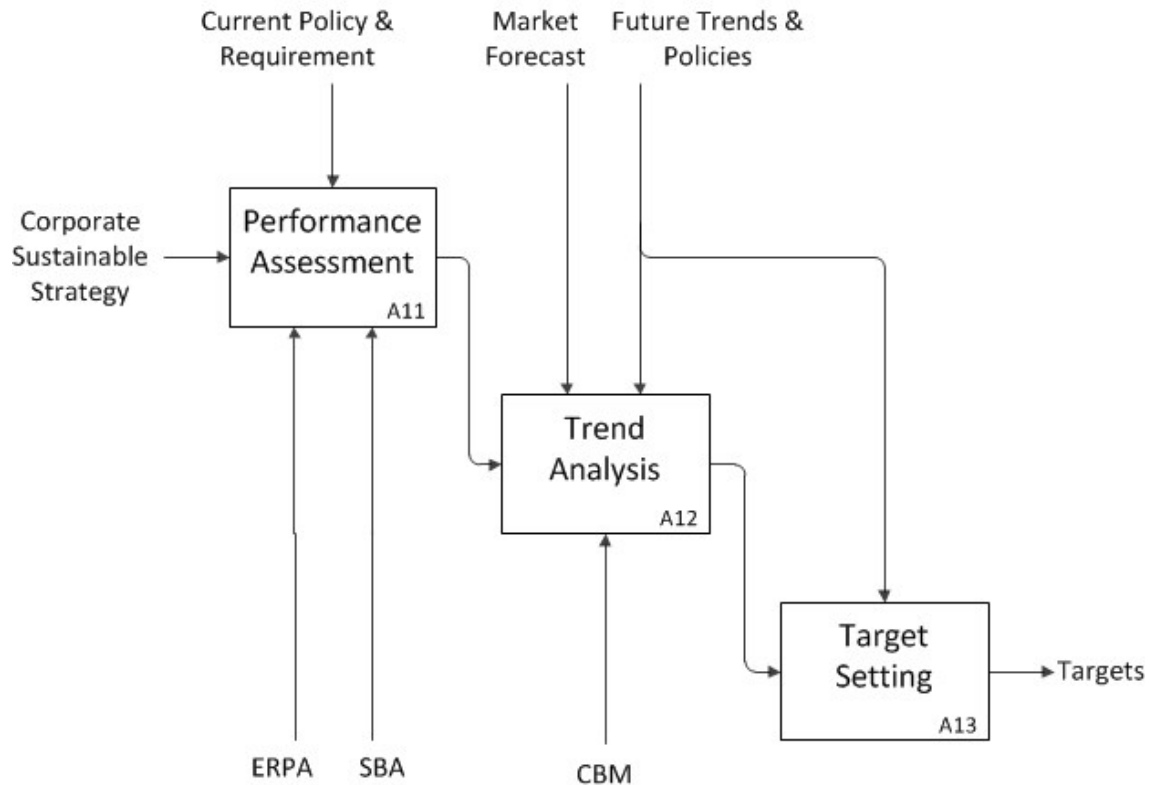 Current Policy &
Requirement
Market
Forecast
Future Trends &
Policies
Corporate
Sustainable
Strategy
Performance
Assessment
A11
Trend
Analysis
A12
Target
Setting
A13
Targets
ERPA
SBA
CBM